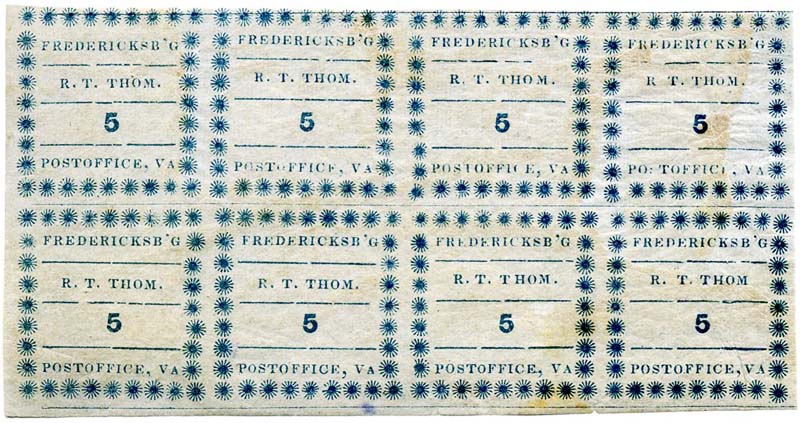 FREDERICKSB'G
R. T. THOM.
5
POSTOFFICE, VA
FREDERICKSB'G
R. T. THOM.
5
POSTOFFICE, VA
FREDERICKSB'G
R. T. THOM.
5
POSTOFFICE, VA
FREDERICKSB'G
R. T. THOM.
5
POSTOFFICE, VA
FREDERICKSB'G
R. T. THOM.
5
POSTOFFICE, VA
FREDERICKSB'G
R. T. THOM.
5
POSTOFFICE, VA
FREDERICKSB'G
R. T. THOM.
5
POSTOFFICE, VA
FREDERICKSB'G
R. T. THOM
5
POSTOFFICE, VA